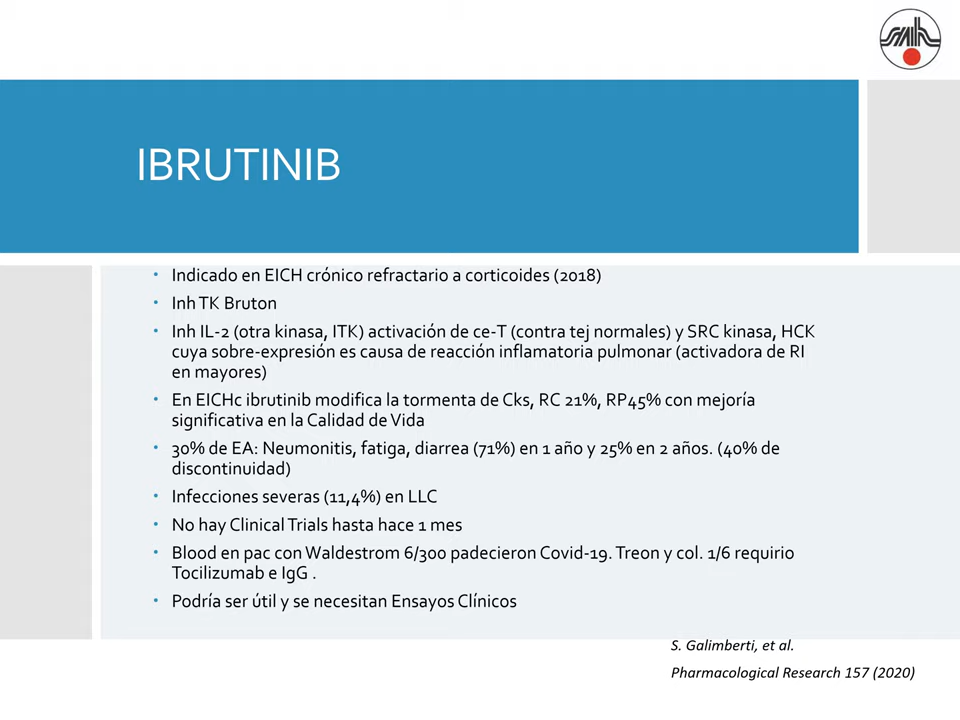 IBRUTINIB
• Indicado en EICH crónico refractario a corticoides (2018)
• Inh TK Bruton
• Inh IL-2 (otra kinasa, ITK) activación de ce-T (contra tej normales) y SRC kinasa, HCK
cuya sobre-expresión es causa de reacción inflamatoria pulmonar (activadora de RI
en mayores)
• En EICHc ibrutinib modifica la tormenta de Cks, RC 21%, RP45% con mejoría
significativa en la Calidad de Vida
• 30% de EA: Neumonitis, fatiga, diarrea (71%) en 1 año y 25% en 2 años. (40% de
discontinuidad)
• Infecciones severas (11,4%) en LLC
• No hay Clinical Trials hasta hace 1 mes
• Blood en pac con Waldestrom 6/300 padecieron Covid-19. Treon y col. 1/6 requirio
Tocilizumab e IgG .
• Podría ser útil y se necesitan Ensayos Clínicos
S. Galimberti, et al.
Pharmacological Research 157 (2020)